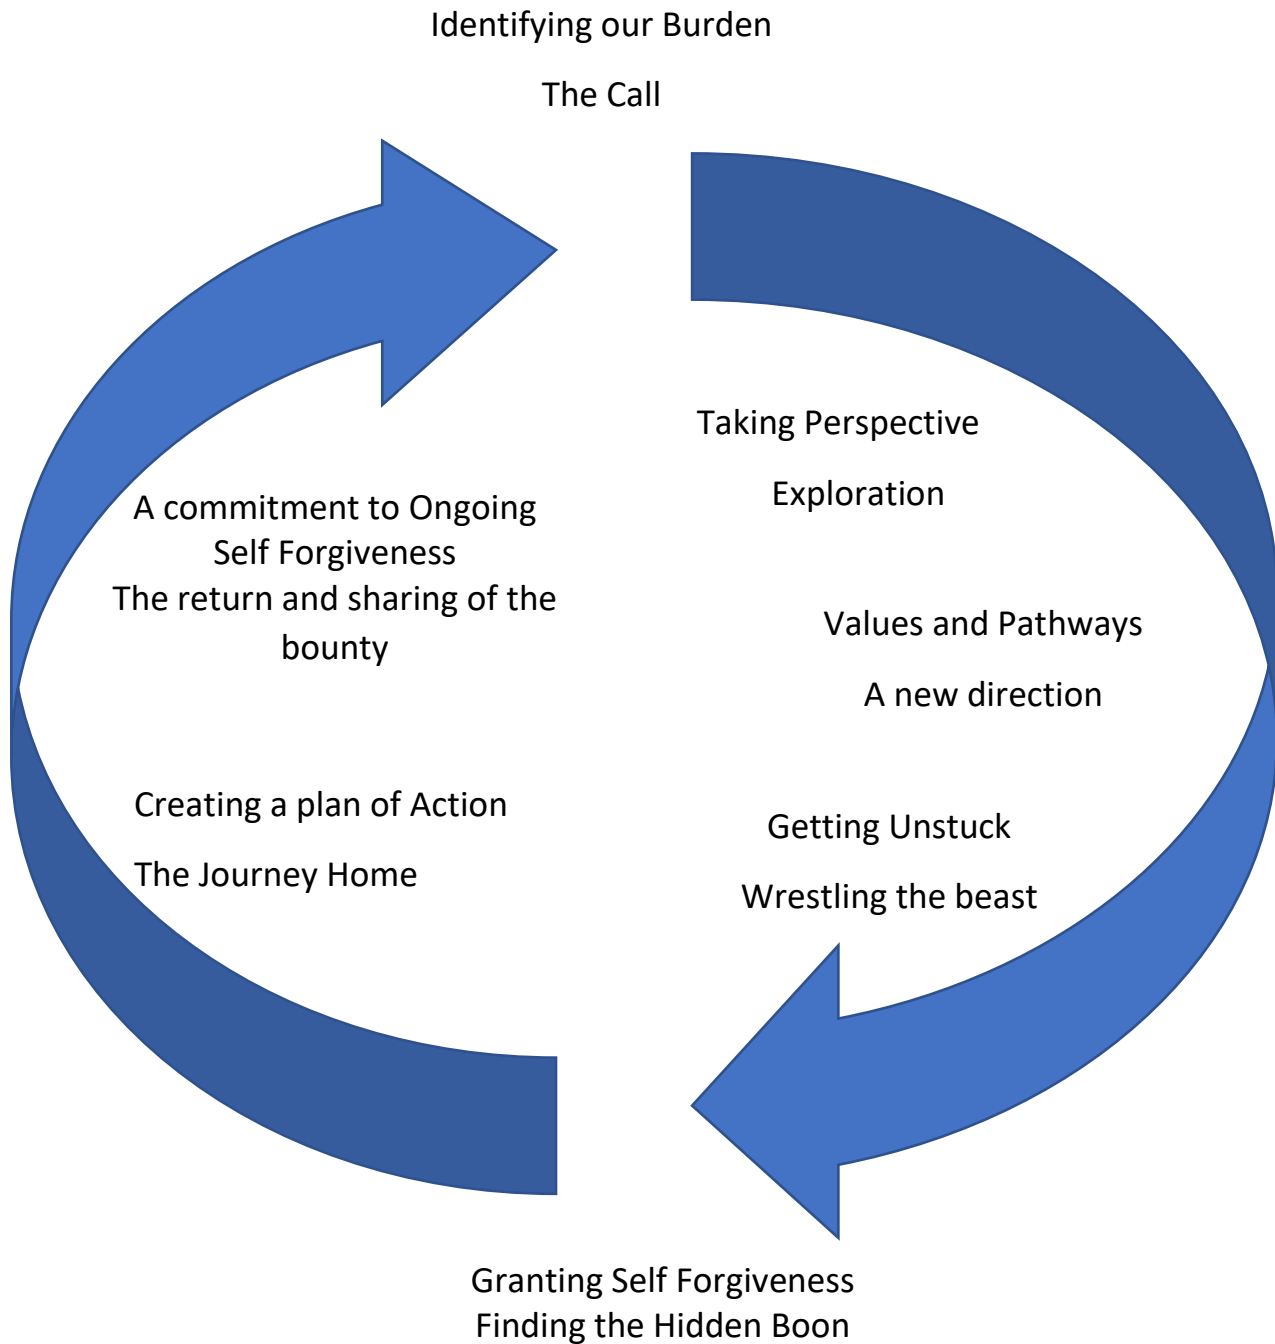 Identifying our Burden
The Call
Taking Perspective
Exploration
Values and Pathways
A new direction
Getting Unstuck
Wrestling the beast
Granting Self Forgiveness
Finding the Hidden Boon
Creating a plan of Action
The Journey Home
A commitment to Ongoing
Self Forgiveness
The return and sharing of the
bounty